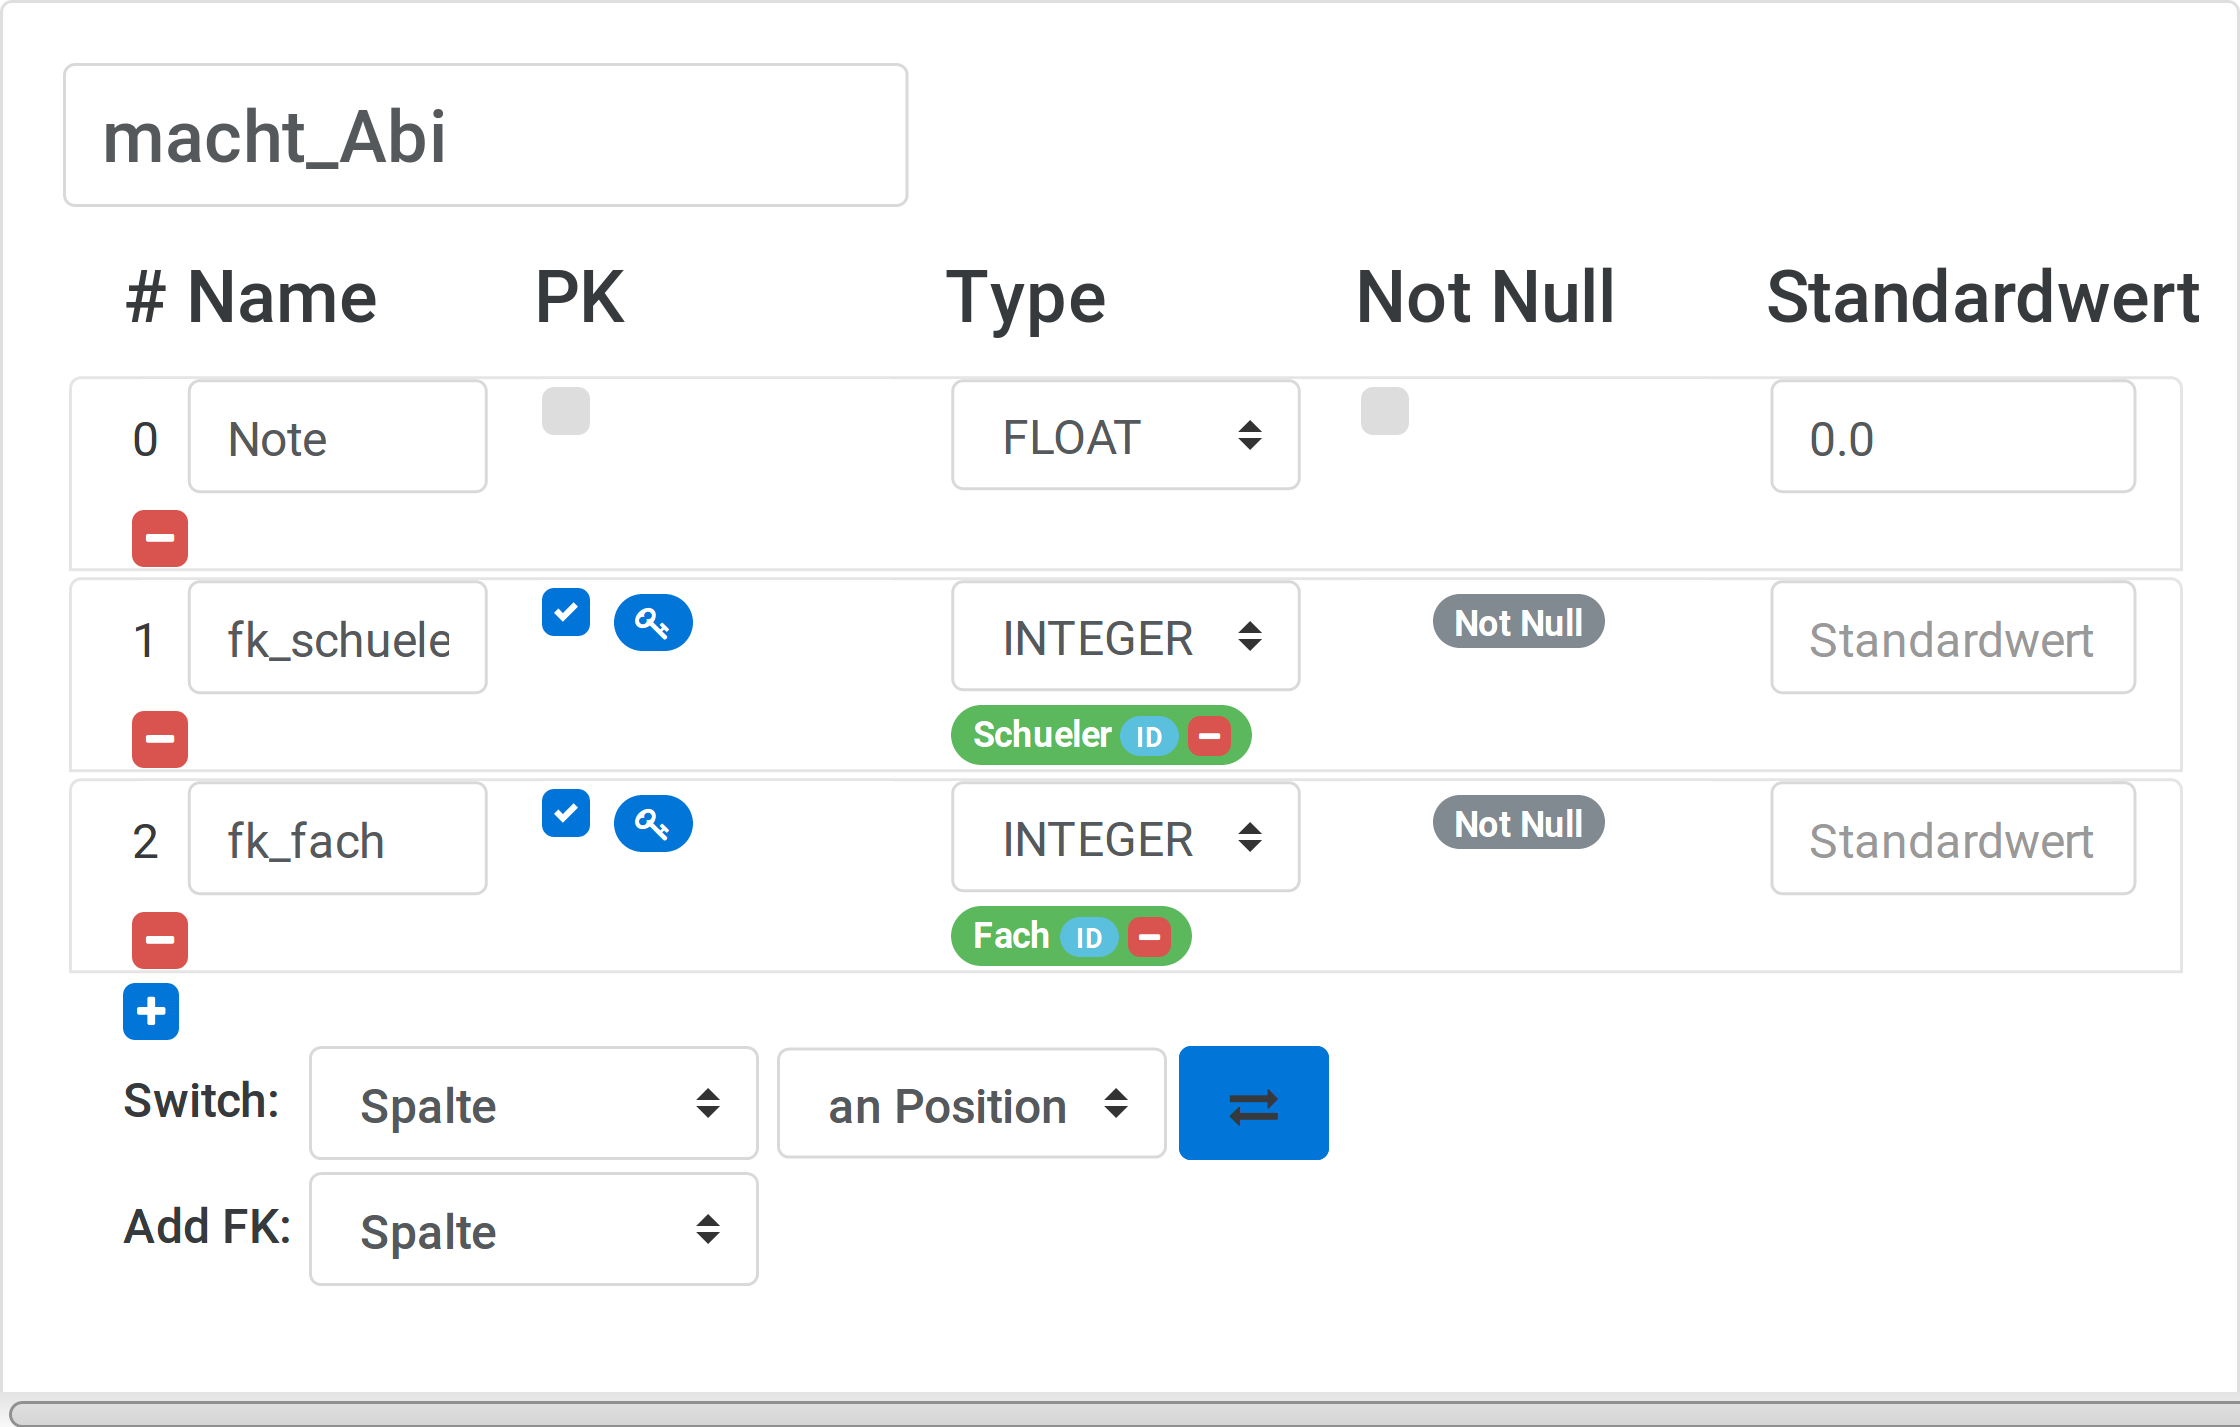 macht_Abi
# Name PK Type Not Null Standardwert
0 Note FLOAT 0.0
1 fk_schuele INTEGER Not Null Standardwert
Schueler ID
2 fk_fach INTEGER Not Null Standardwert
Fach ID
Switch: Spalte an Position
Add FK: Spalte